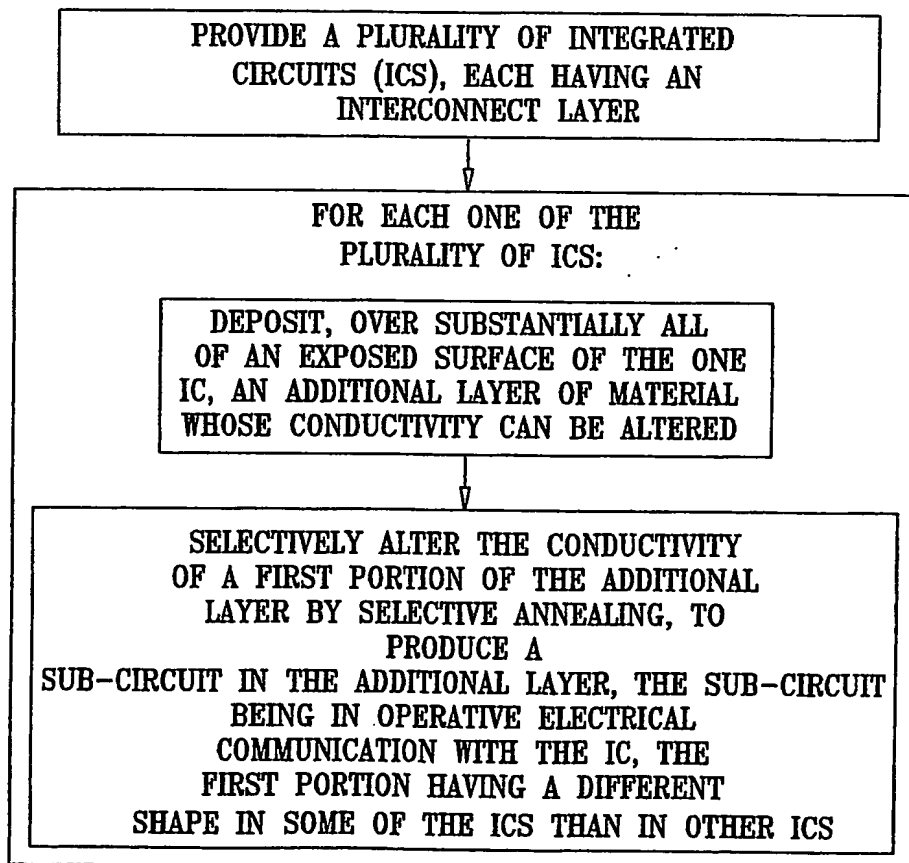 PROVIDE A PLURALITY OF INTEGRATED
CIRCUITS (ICS), EACH HAVING AN
INTERCONNECT LAYER
FOR EACH ONE OF THE
PLURALITY OF ICS:
DEPOSIT, OVER SUBSTANTIALLY ALL
OF AN EXPOSED SURFACE OF THE ONE
IC, AN ADDITIONAL LAYER OF MATERIAL
WHOSE CONDUCTIVITY CAN BE ALTERED
SELECTIVELY ALTER THE CONDUCTIVITY
OF A FIRST PORTION OF THE ADDITIONAL
LAYER BY SELECTIVE ANNEALING, TO
PRODUCE A
SUB-CIRCUIT IN THE ADDITIONAL LAYER, THE SUB-CIRCUIT
BEING IN OPERATIVE ELECTRICAL
COMMUNICATION WITH THE IC, THE
FIRST PORTION HAVING A DIFFERENT
SHAPE IN SOME OF THE ICS THAN IN OTHER ICS